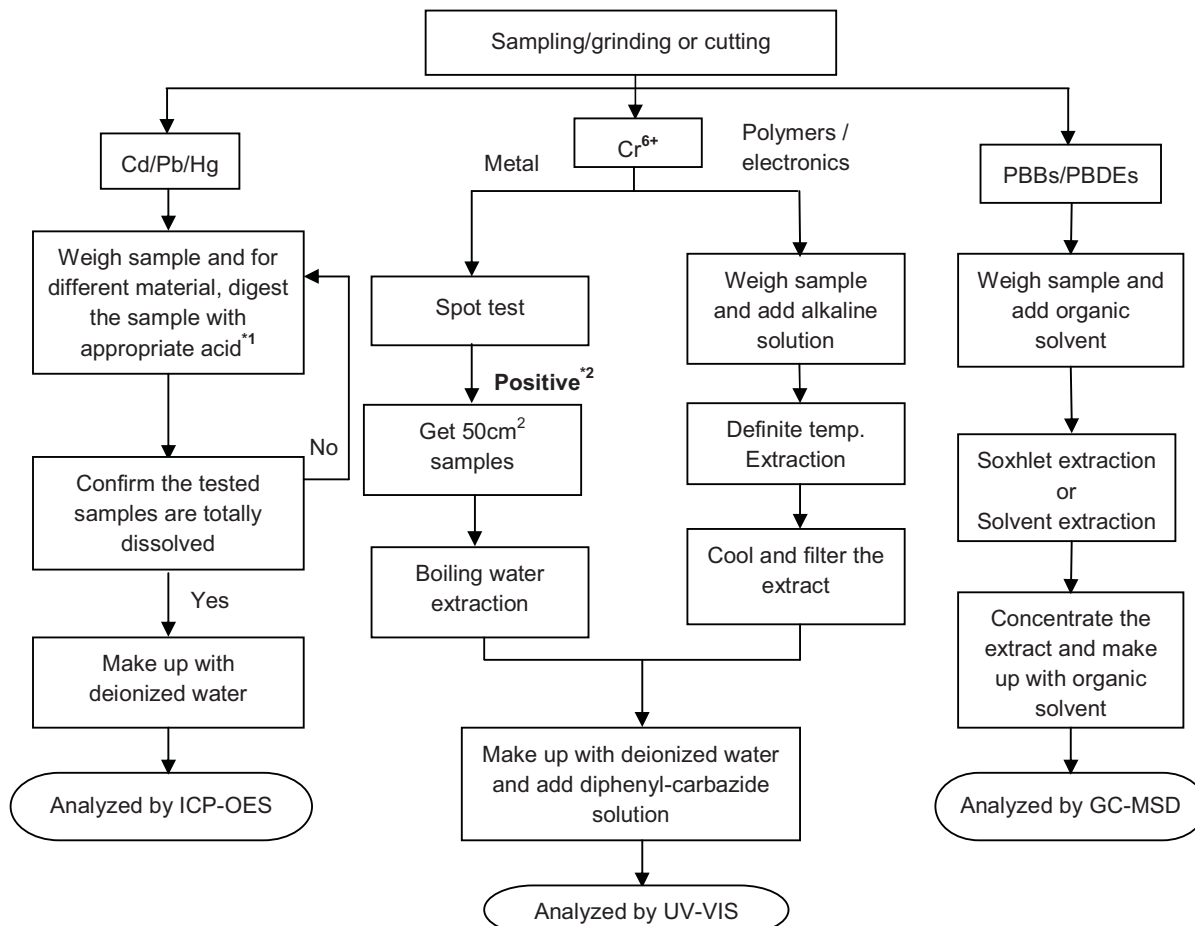 Sampling/grinding or cutting
Cd/Pb/Hg
Weigh sample and for
different material, digest
the sample with
appropriate acid*1
No
Confirm the tested
samples are totally
dissolved
Yes
Make up with
deionized water
Analyzed by ICP-OES
Cr6+
Metal
Polymers /
electronics
Spot test
Positive*2
Get 50cm2
samples
Boiling water
extraction
Weigh sample
and add alkaline
solution
Definite temp.
Extraction
Cool and filter the
extract
Make up with deionized water
and add diphenyl-carbazide
solution
Analyzed by UV-VIS
PBBs/PBDEs
Weigh sample and
add organic
solvent
Soxhlet extraction
or
Solvent extraction
Concentrate the
extract and make
up with organic
solvent
Analyzed by GC-MSD